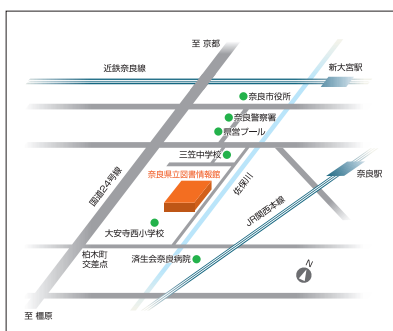 至 京都
近鉄奈良線
新大宮駅
奈良市役所
奈良警察署
県営プール
三笠中学校
奈良県立図書情報館
国道24号線
佐保川
JR関西本線
奈良駅
大安寺西小学校
柏木町
交差点
済生会奈良病院
N
至 橿原